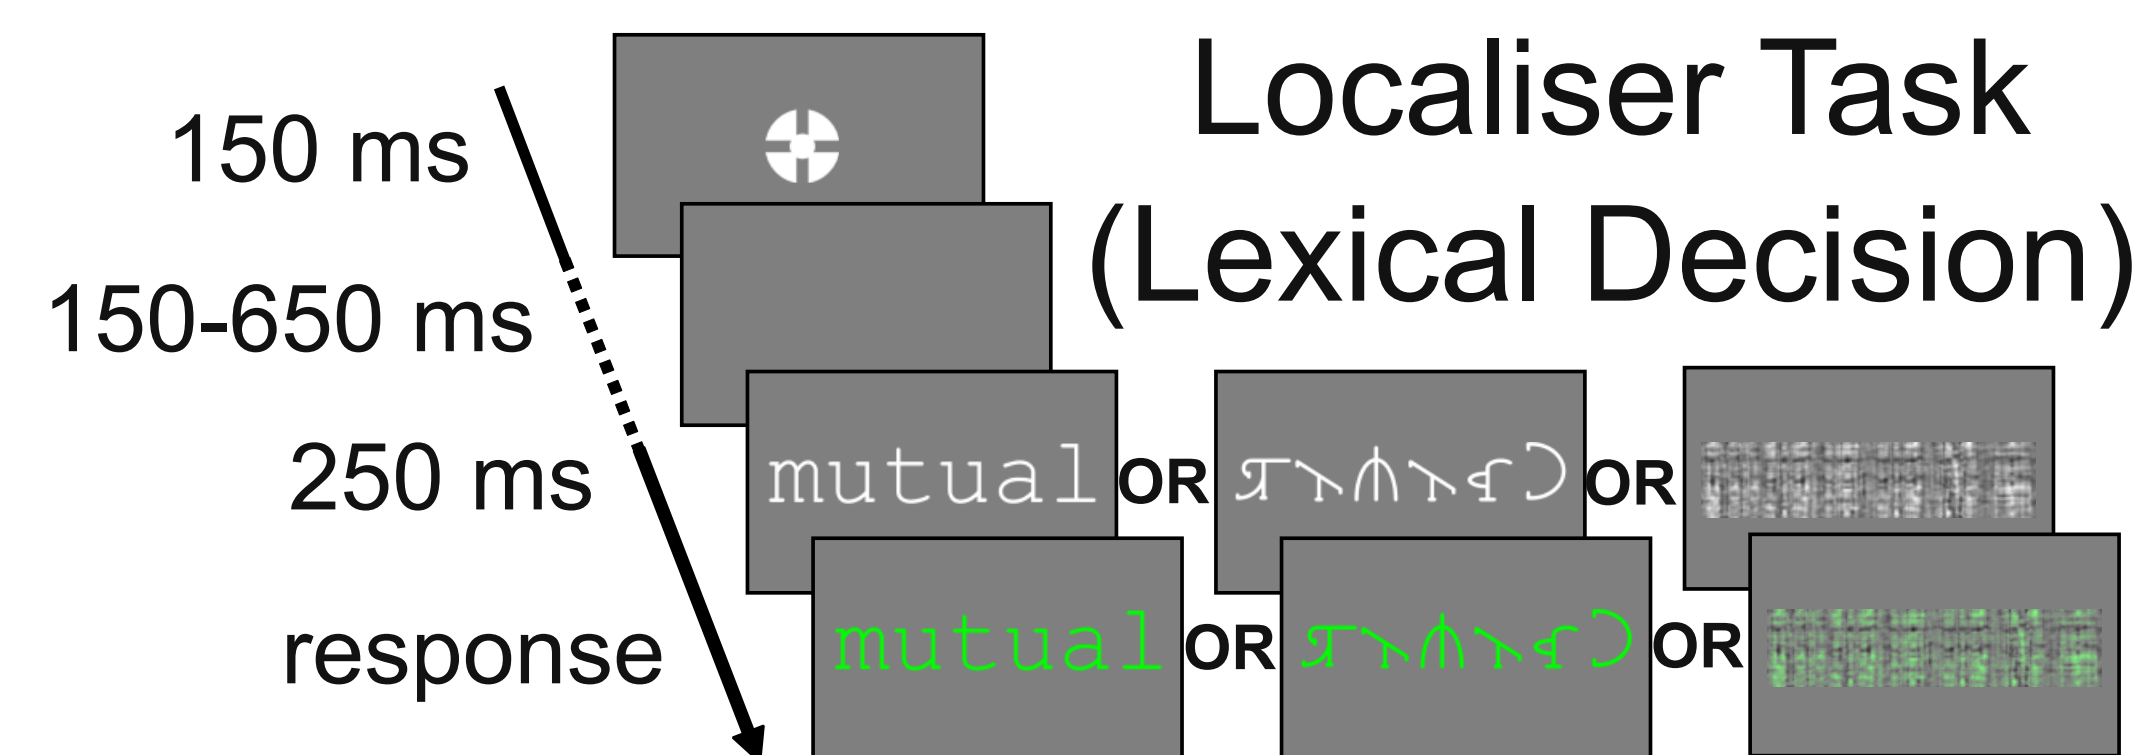 Localiser Task
(Lexical Decision)
150 ms
150-650 ms
250 ms
mutual OR OR
response
mutual OR OR